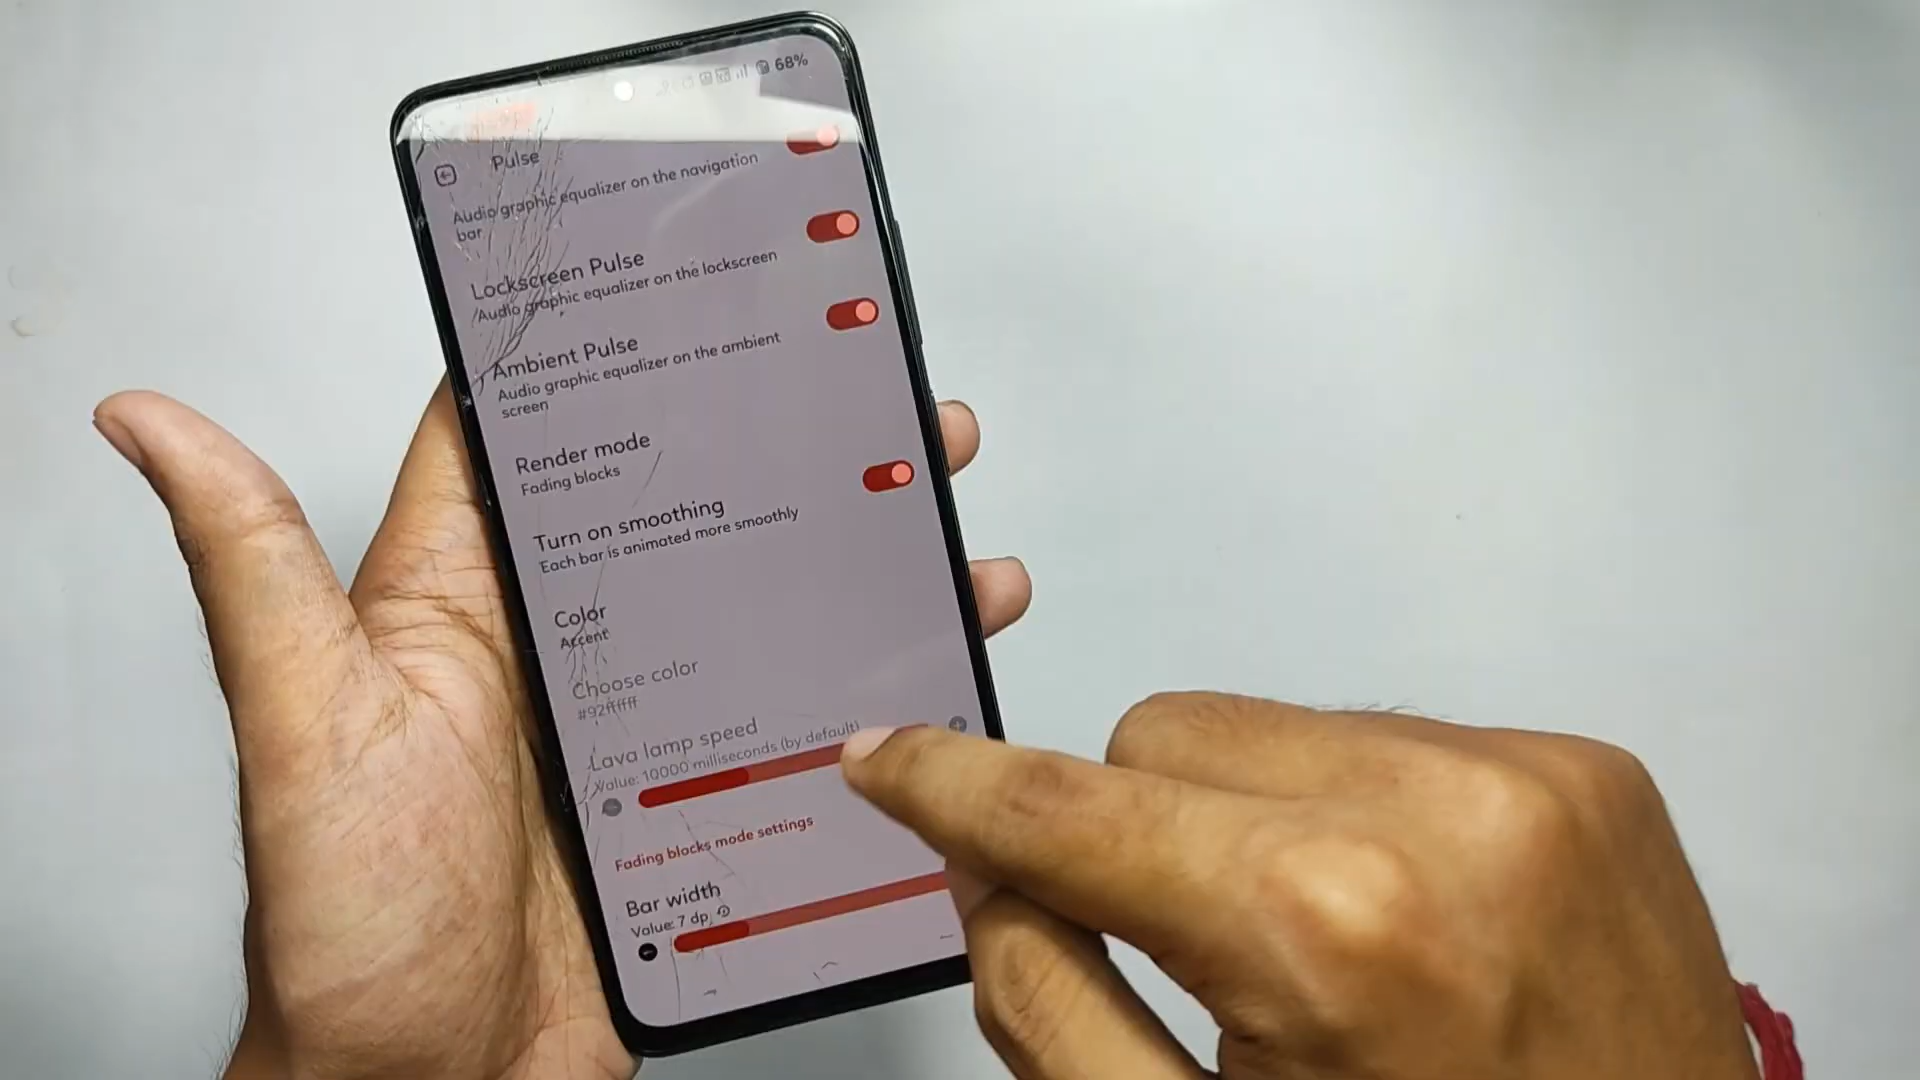 68%
Pulse
Audio graphic equalizer on the navigation
bar
Lockscreen Pulse
Audio graphic equalizer on the lockscreen
Ambient Pulse
Audio graphic equalizer on the ambient
screen
Render mode
Fading blocks
Turn on smoothing
Each bar is animated more smoothly
Color
Accent
Choose color
#92ffffff
Lava lamp speed
Value: 10000 milliseconds (by default)
Fading blocks mode settings
Bar width
Value: 7 dp